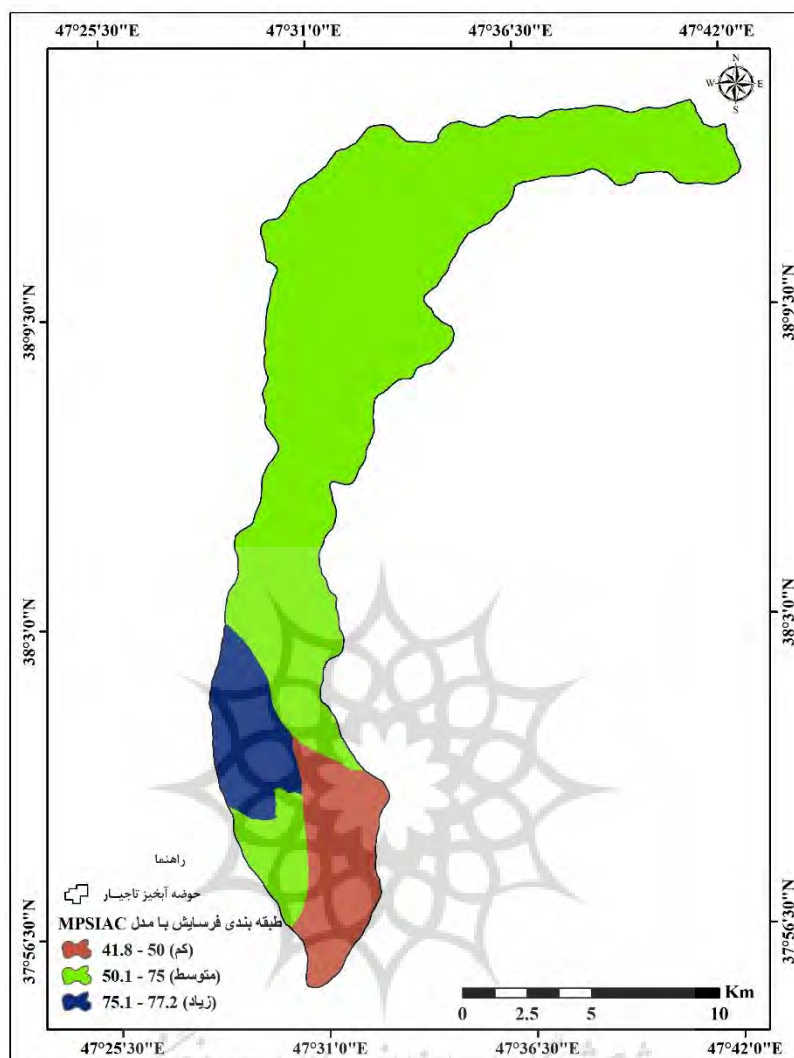 47°25'30"E 47°31'0"E 47°36'30"E 47°42'0"E
N
W E
S
38°9'30"N 38°9'30"N
38°3'0"N 38°3'0"N
37°56'30"N 37°56'30"N
راهنما
حوضه آبخیز تاجیار
طبقه بندی فرسایش با مدل MPSIAC
41.8 - 50 (کم)
50.1 - 75 (متوسط)
75.1 - 77.2 (زیاد)
Km
0 2.5 5 10
47°25'30"E 47°31'0"E 47°36'30"E 47°42'0"E